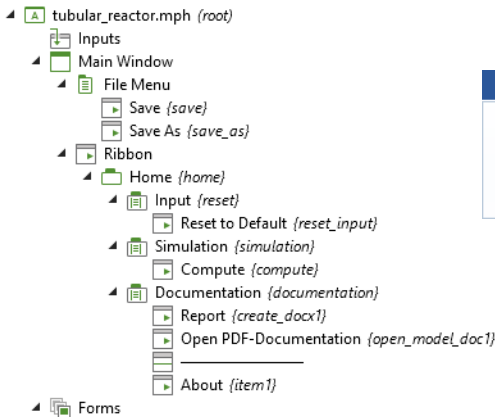 tubular_reactor.mph (root)
Inputs
Main Window
File Menu
Save {save}
Save As {save_as}
Ribbon
Home {home}
Input {reset}
Reset to Default {reset_input}
Simulation {simulation}
Compute {compute}
Documentation {documentation}
Report {create_docx1}
Open PDF-Documentation {open_model_doc1}
About {item1}
Forms